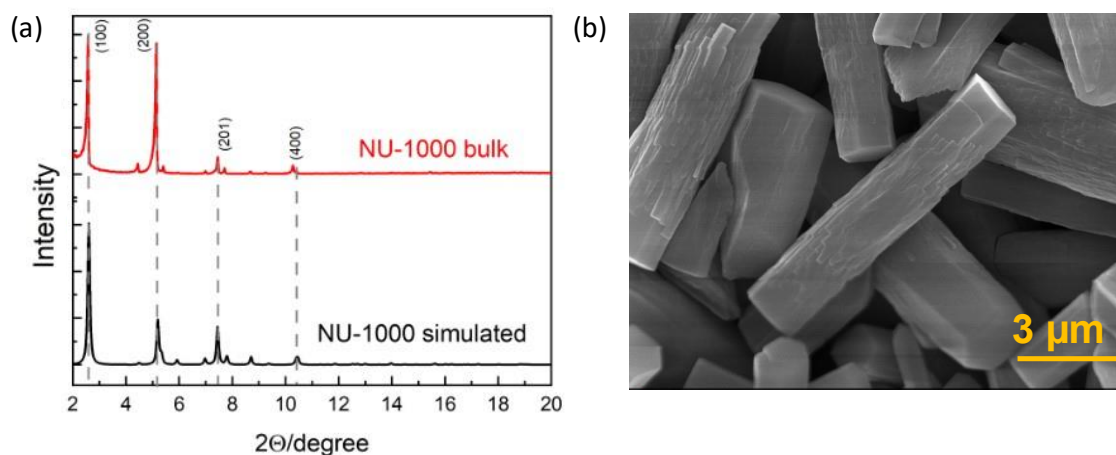 (a)
(100)
(200)
(201)
(400)
NU-1000 bulk
NU-1000 simulated
Intensity
2 4 6 8 10 12 14 16 18 20
2Θ/degree
(b)
3 μm